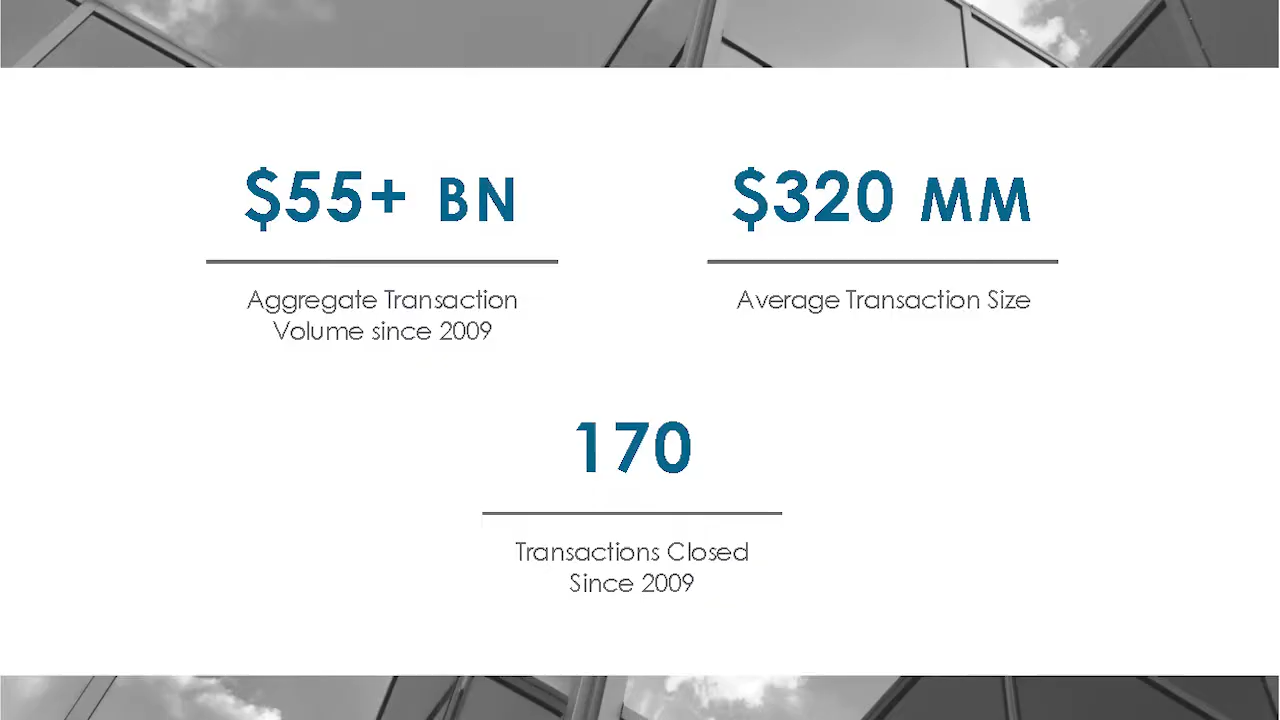 $55+ BN
Aggregate Transaction
Volume since 2009
$320 MM
Average Transaction Size
170
Transactions Closed
Since 2009